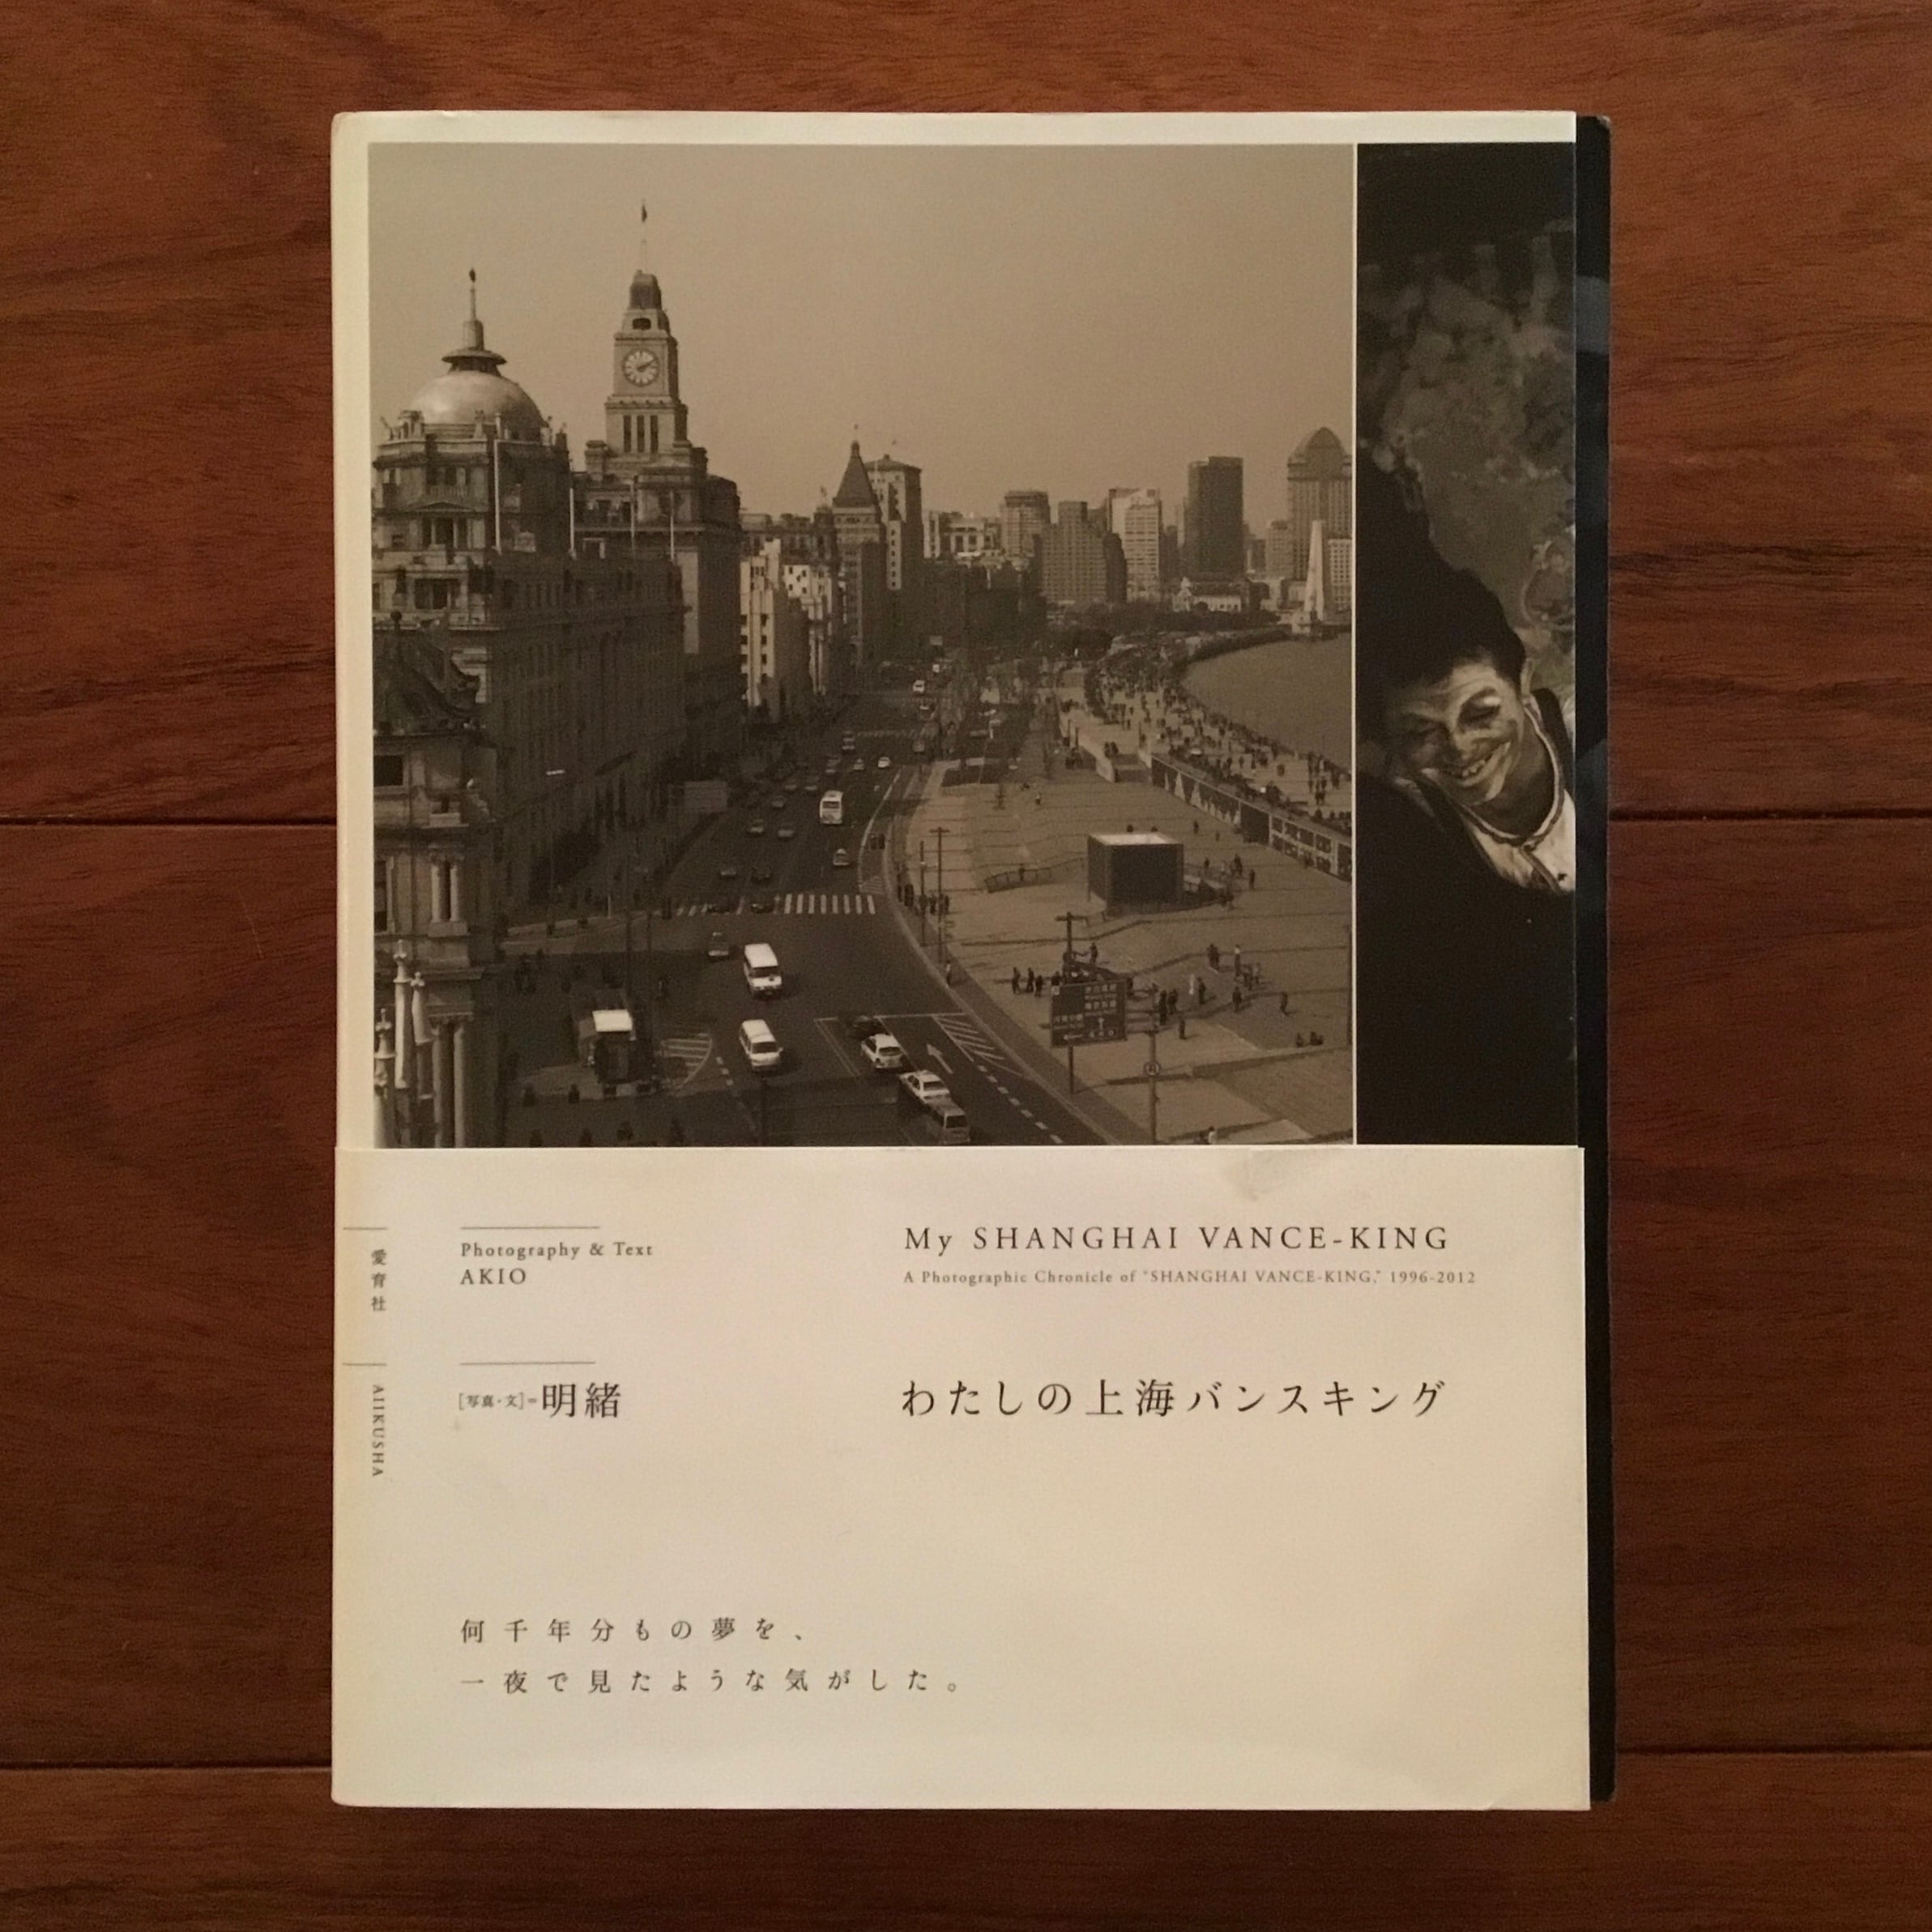 愛育社
AIIKUSHA
Photography & Text
AKIO
My SHANGHAI VANCE-KING
A Photographic Chronicle of "SHANGHAI VANCE-KING," 1996-2012
[写真・文]=明緒
わたしの上海バンスキング
何千年分もの夢を、
一夜で見たような気がした。